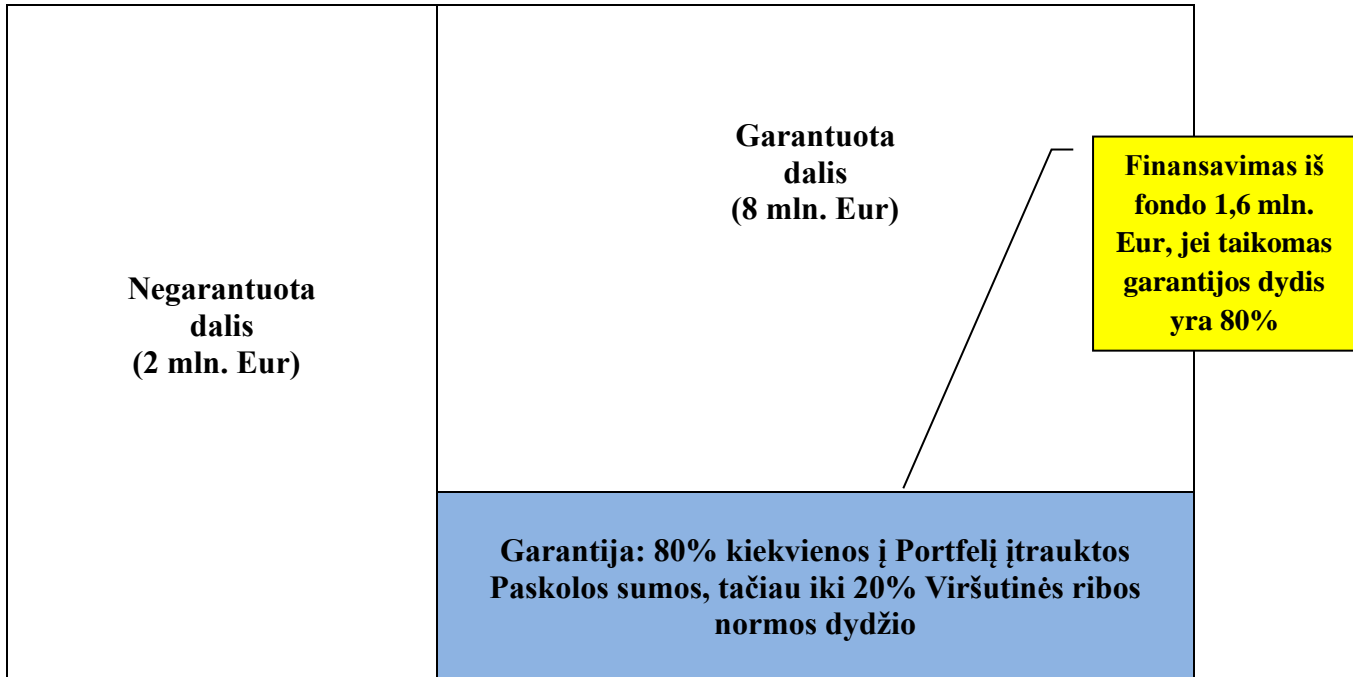 Negarantuota
dalis
(2 mln. Eur)
Garantuota
dalis
(8 mln. Eur)
Finansavimas iš
fondo 1,6 mln.
Eur, jei taikomas
garantijos dydis
yra 80%
Garantija: 80% kiekvienos į Portfelį įtrauktos
Paskolos sumos, tačiau iki 20% Viršutinės ribos
normos dydžio